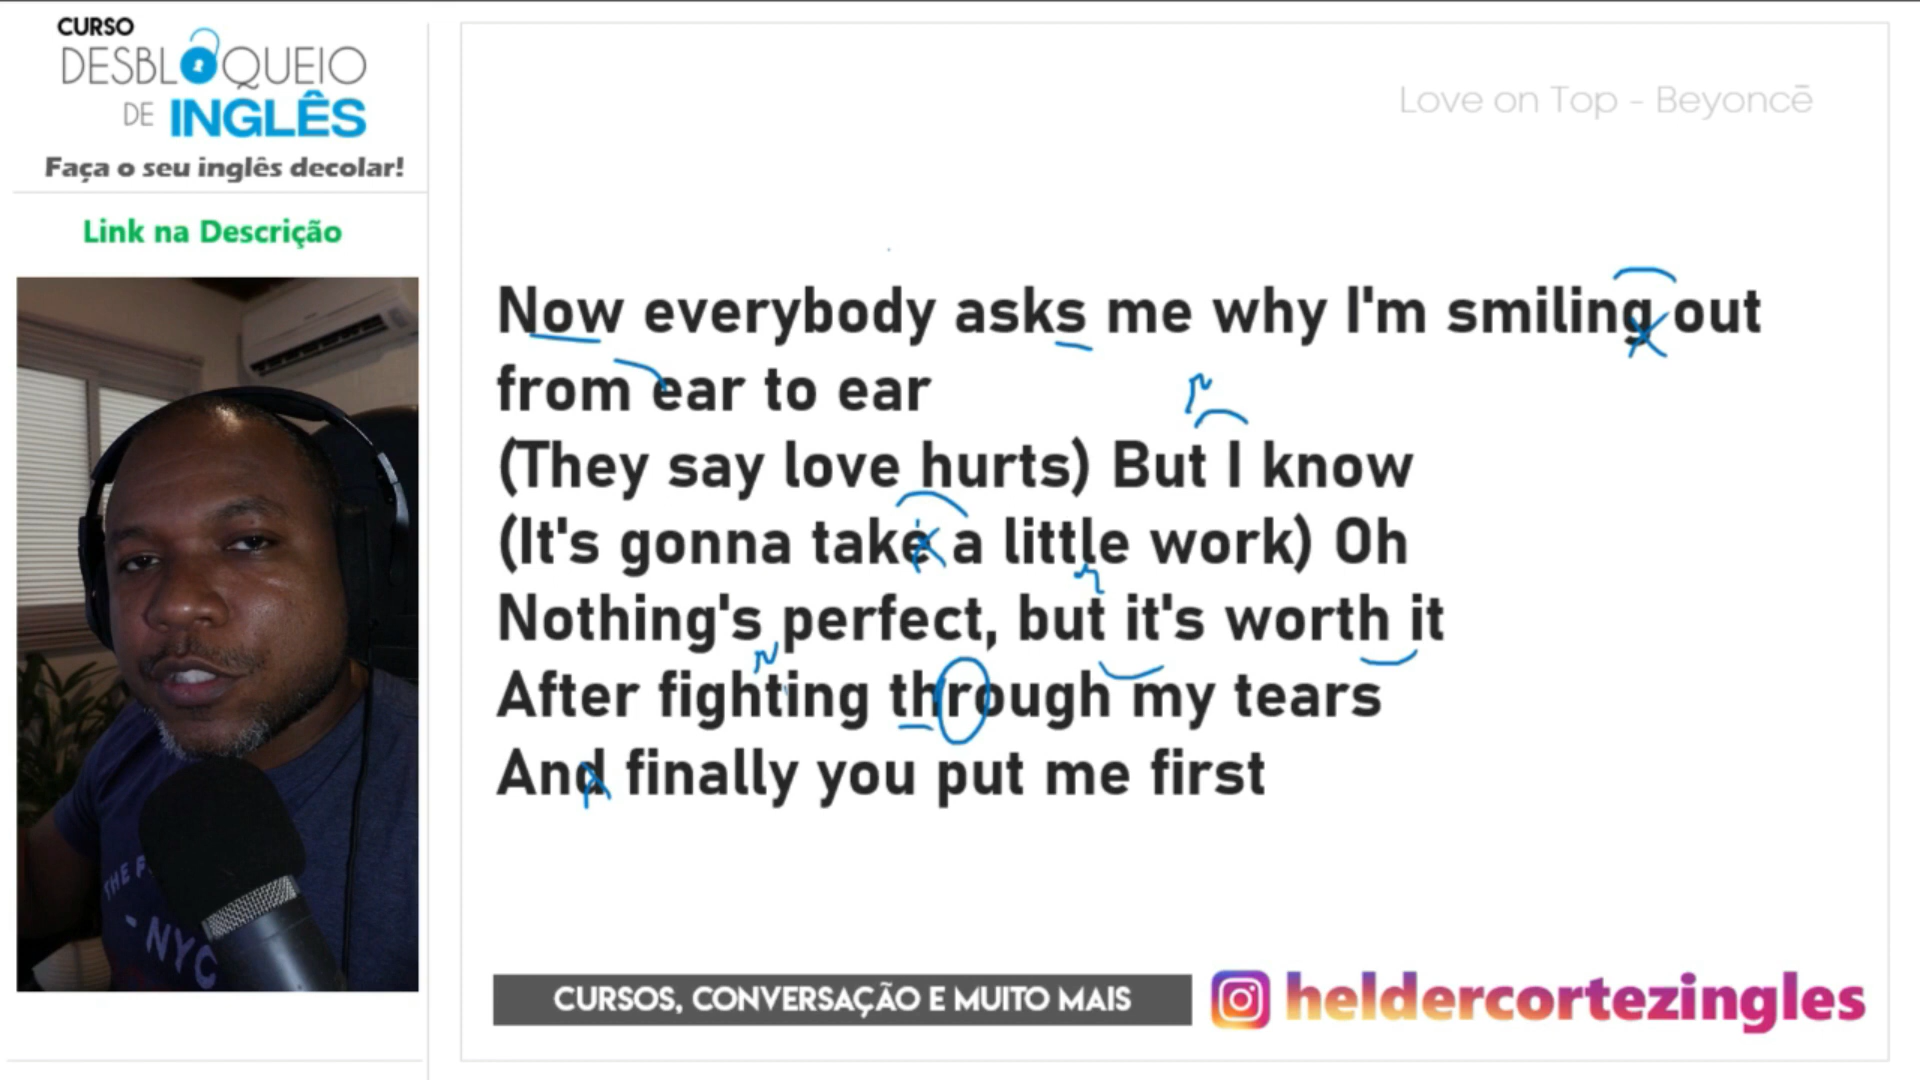 CURSO
DESBLOQUEIO
DE INGLÊS
Faça o seu inglês decolar!
Link na Descrição
Love on Top - Beyoncē
Now everybody asks me why I'm smiling out
from ear to ear
(They say love hurts) But I know
(It's gonna take a little work) Oh
Nothing's perfect, but it's worth it
After fighting through my tears
And finally you put me first
THE
- NYC
CURSOS, CONVERSAÇÃO E MUITO MAIS
heldercortezingles